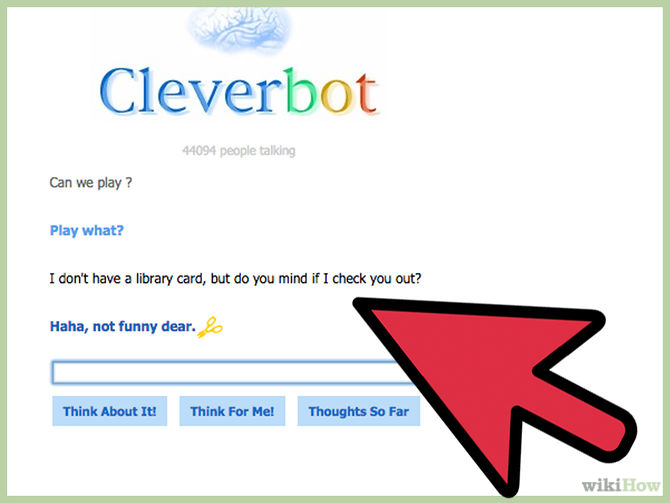 Cleverbot
44094 people talking
Can we play ?
Play what?
I don't have a library card, but do you mind if I check you out?
Haha, not funny dear.
Think About It! Think For Me! Thoughts So Far
wikiHow